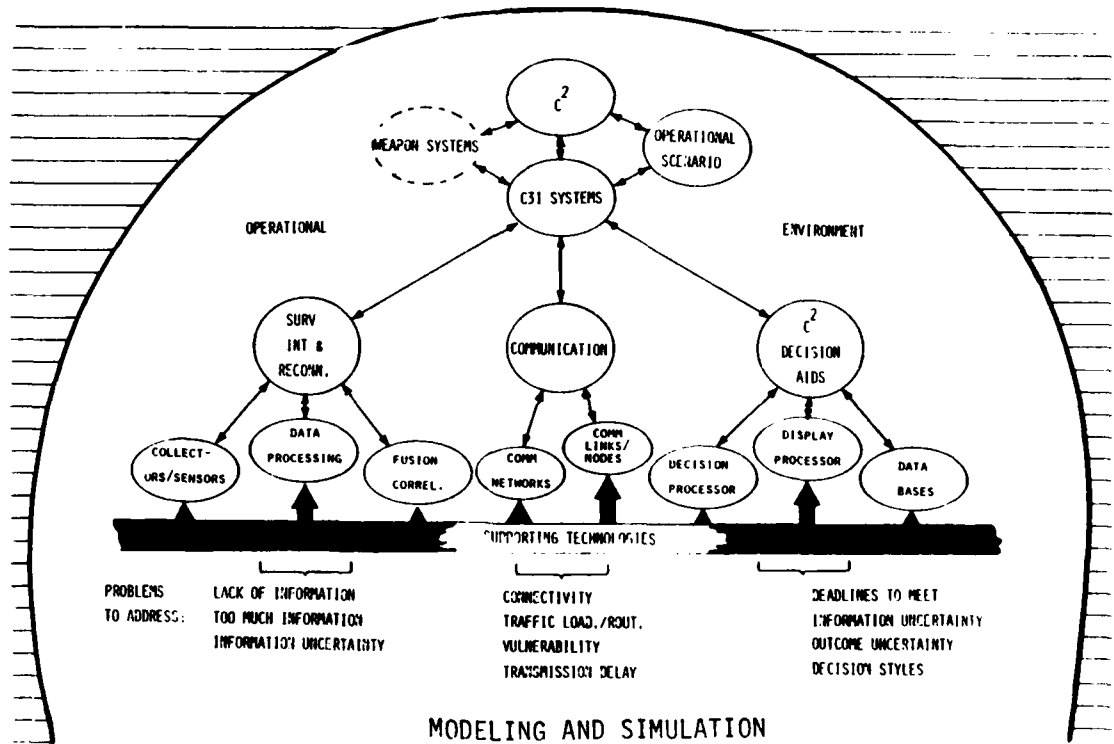 C²
WEAPON SYSTEMS
OPERATIONAL
SCENARIO
C3I SYSTEMS
OPERATIONAL
ENVIRONMENT
SURV
INT &
RECONN.
COMMUNICATION
C²
DECISION
AIDS
COLLECT-
ORS/SENSORS
DATA
PROCESSING
FUSION
CORREL.
COMM
NETWORKS
COMM
LINKS/
NODES
DECISION
PROCESSOR
DISPLAY
PROCESSOR
DATA
BASES
SUPPORTING TECHNOLOGIES
PROBLEMS
TO ADDRESS:
LACK OF INFORMATION
TOO MUCH INFORMATION
INFORMATION UNCERTAINTY
CONNECTIVITY
TRAFFIC LOAD./ROUT.
VULNERABILITY
TRANSMISSION DELAY
DEADLINES TO MEET
INFORMATION UNCERTAINTY
OUTCOME UNCERTAINTY
DECISION STYLES
MODELING AND SIMULATION